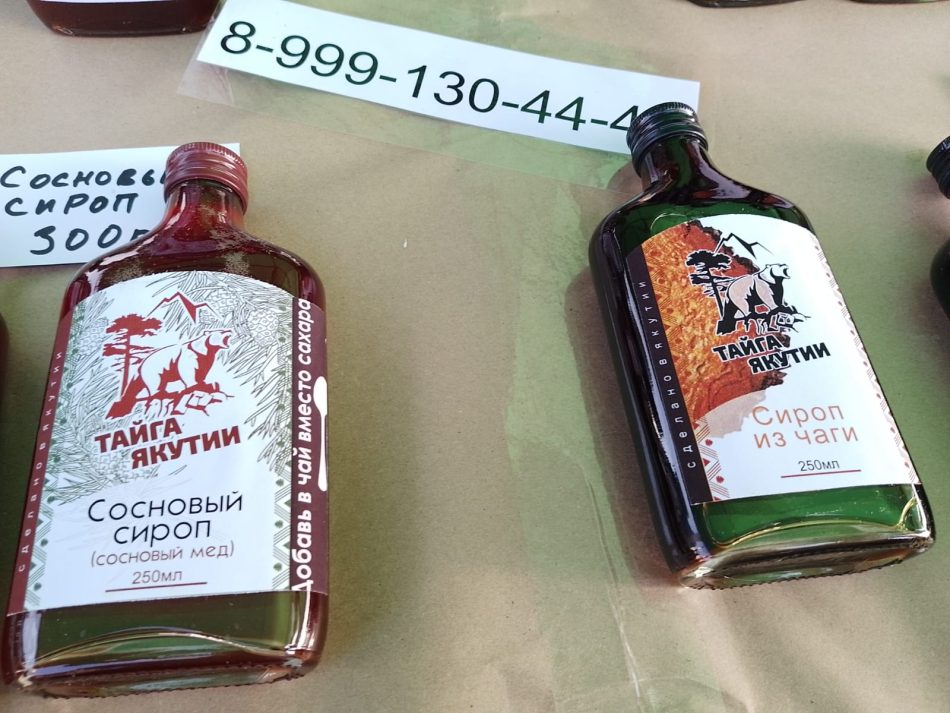 8-999-130-44-4
Сосновы
сироп
300р
сделановякутии
ТАЙГА
ЯКУТИИ
Сосновый
сироп
(сосновый мед)
250мл
Добавь в чай вместо сахара
сделановякутии
ТАЙГА
ЯКУТИИ
Сироп
из чаги
250мл